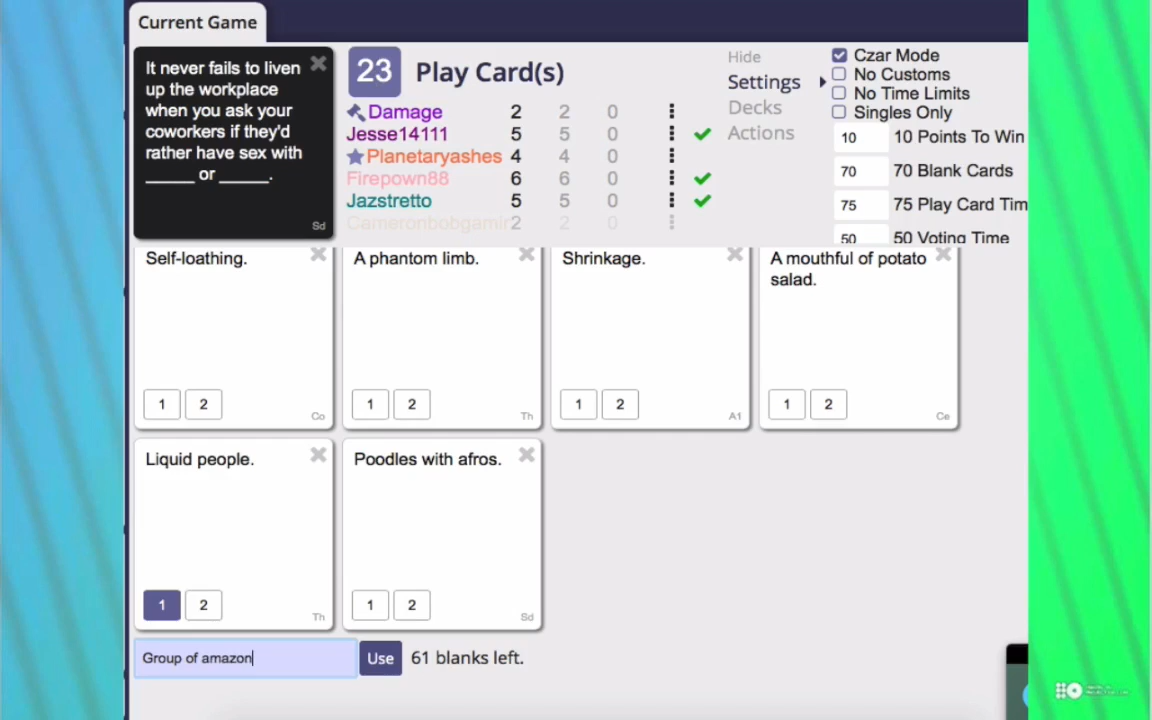 Current Game
It never fails to liven
up the workplace
when you ask your
coworkers if they'd
rather have sex with
_____ or _____.
Sd
23 Play Card(s)
Damage 2 2 0
Jesse14111 5 5 0
Planetaryashes 4 4 0
Firepown88 6 6 0
Jazstretto 5 5 0
Cameronbobgamir 2 2 0
Hide
Settings
Decks
Actions
Czar Mode
No Customs
No Time Limits
Singles Only
10 10 Points To Win
70 70 Blank Cards
75 75 Play Card Tim
50 50 Voting Time
Self-loathing.
1 2
Co
A phantom limb.
1 2
Th
Shrinkage.
1 2
A1
A mouthful of potato
salad.
1 2
Ce
Liquid people.
1 2
Th
Poodles with afros.
1 2
Sd
Group of amazon
Use
61 blanks left.